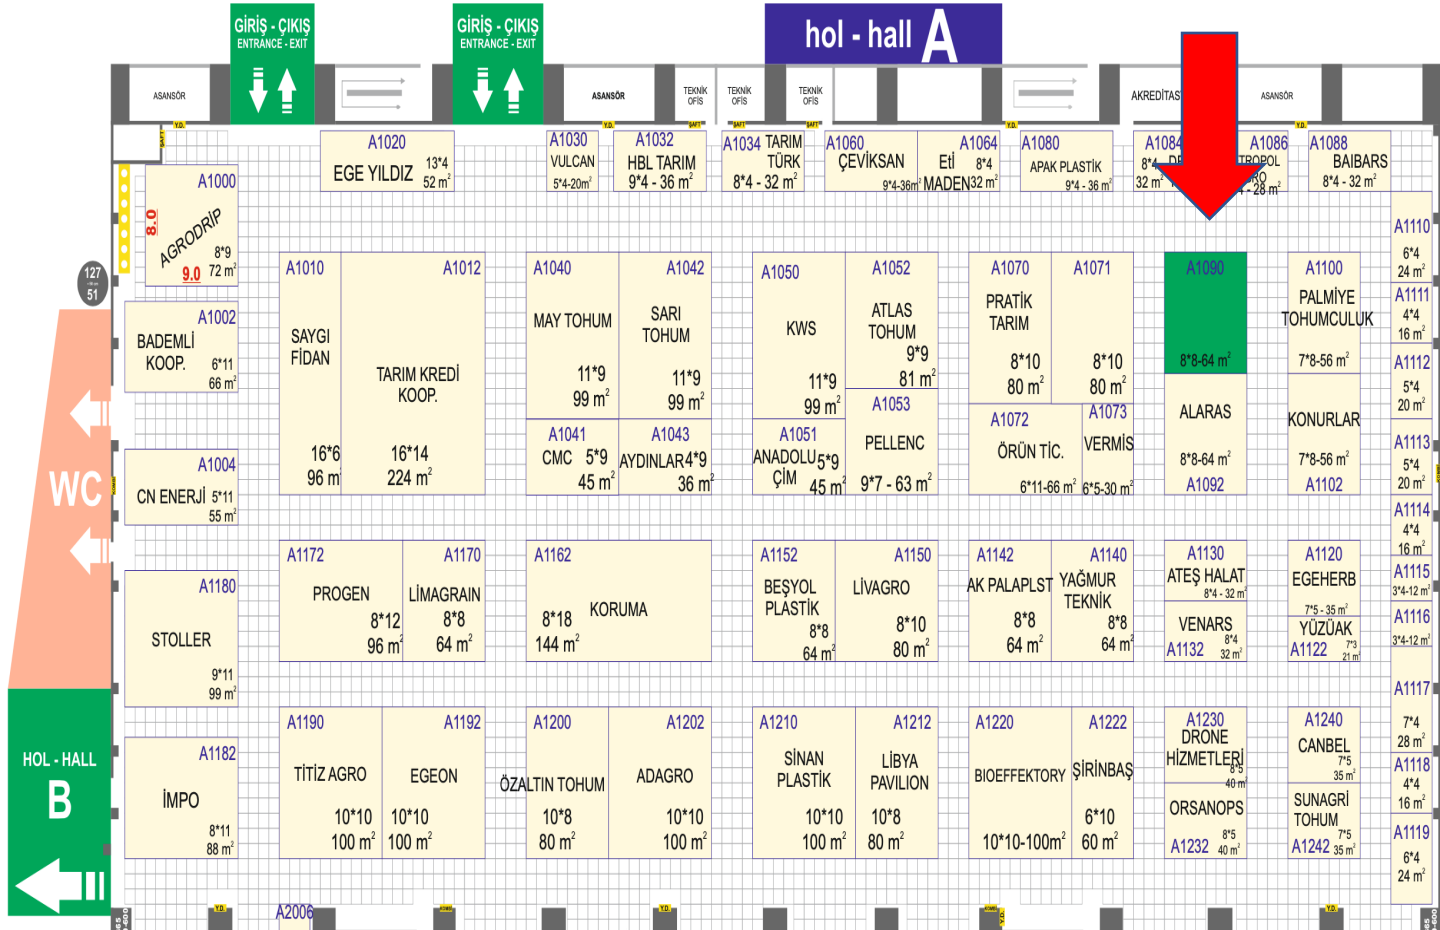 GİRİŞ - ÇIKIŞ
ENTRANCE - EXIT
GİRİŞ - ÇIKIŞ
ENTRANCE - EXIT
hol - hall A
ASANSÖR
ASANSÖR
TEKNİK
OFİS
TEKNİK
OFİS
TEKNİK
OFİS
ASANSÖR
Y.D.
ŞAFT
Y.D.
ŞAFT
ŞAFT
ŞAFT
Y.D.
Y.D.
A1020
EGE YILDIZ
13*4
52 m²
A1030
VULCAN
5*4-20m²
A1032
HBL TARIM
9*4 - 36 m²
A1034
TARIM
TÜRK
8*4 - 32 m²
A1060
ÇEVİKSAN
9*4-36m²
A1064
Eti
MADEN
8*4
32 m²
A1080
APAK PLASTİK
9*4 - 36 m²
A1084
8*4
32 m²
A1086
28 m²
A1088
BAIBARS
8*4 - 32 m²
A1000
8.0
AGRODRİP
8*9
9.0
72 m²
127
51
A1002
BADEMLİ
KOOP.
6*11
66 m²
A1004
CN ENERJİ
5*11
55 m²
A1180
STOLLER
9*11
99 m²
A1182
İMPO
8*11
88 m²
WC
HOL - HALL
B
A1010
SAYGI
FİDAN
16*6
96 m²
A1012
TARIM KREDİ
KOOP.
16*14
224 m²
A1040
MAY TOHUM
11*9
99 m²
A1042
SARI
TOHUM
11*9
99 m²
A1041
CMC 5*9
45 m²
A1043
AYDINLAR 4*9
36 m²
A1050
KWS
11*9
99 m²
A1052
ATLAS
TOHUM
9*9
81 m²
A1051
ANADOLU
ÇİM
5*9
45 m²
A1053
PELLENC
9*7 - 63 m²
A1070
PRATİK
TARIM
8*10
80 m²
A1071
8*10
80 m²
A1072
ÖRÜN TİC.
6*11-66 m²
A1073
VERMİS
6*5-30 m²
A1090
8*8-64 m²
ALARAS
8*8-64 m²
A1092
A1100
PALMİYE
TOHUMCULUK
7*8-56 m²
KONURLAR
7*8-56 m²
A1102
A1110
6*4
24 m²
A1111
4*4
16 m²
A1112
5*4
20 m²
A1113
5*4
20 m²
A1114
4*4
16 m²
A1115
3*4-12 m²
A1116
3*4-12 m²
A1117
7*4
28 m²
A1118
4*4
16 m²
A1119
6*4
24 m²
A1172
PROGEN
8*12
96 m²
A1170
LİMAGRAIN
8*8
64 m²
A1162
KORUMA
8*18
144 m²
A1152
BEŞYOL
PLASTİK
8*8
64 m²
A1150
LİVAGRO
8*10
80 m²
A1142
AK PALAPLST
8*8
64 m²
A1140
YAĞMUR
TEKNİK
8*8
64 m²
A1130
ATEŞ HALAT
8*4 - 32 m²
VENARS
8*4
A1132 32 m²
A1120
EGEHERB
7*5 - 35 m²
YÜZÜAK
7*3
A1122 21 m²
A1190
TİTİZ AGRO
10*10
100 m²
A1192
EGEON
10*10
100 m²
A1200
ÖZALTIN TOHUM
10*8
80 m²
A1202
ADAGRO
10*10
100 m²
A1210
SİNAN
PLASTİK
10*10
100 m²
A1212
LİBYA
PAVILION
10*8
80 m²
A1220
BIOEFFEKTORY
10*10-100m²
A1222
ŞİRİNBAŞ
6*10
60 m²
A1230
DRONE
HİZMETLERİ
8*5
40 m²
ORSANOPS
8*5
A1232 40 m²
A1240
CANBEL
7*5
35 m²
SUNAGRİ
TOHUM
7*5
A1242 35 m²
A2006
Y.D.
Y.D.
Y.D.
Y.D.